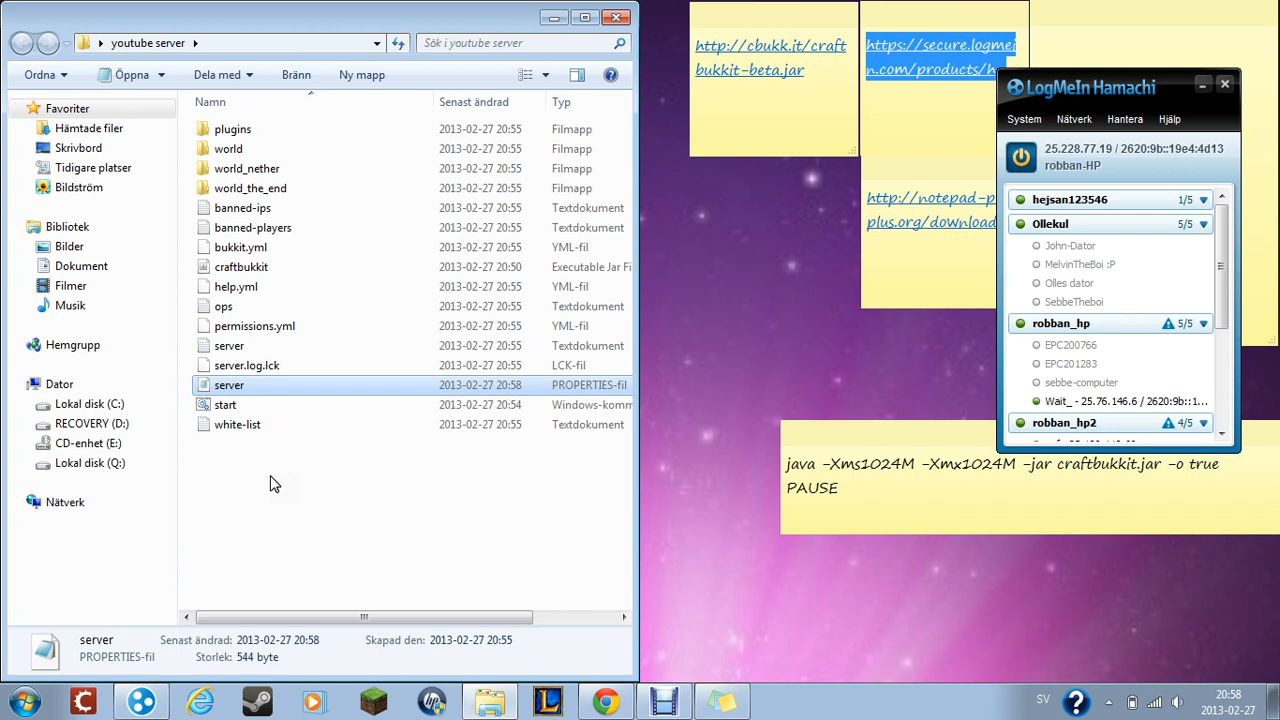 youtube server
Sök i youtube server
Ordna
Öppna
Dela med
Ny mapp
Namn
Senast ändrad
Typ
Favoriter
Hämtade filer
Skrivbord
Tidigare platser
Bildström
Bibliotek
Bilder
Dokument
Filmer
Musik
Hemgrupp
Dator
Lokal disk (C:)
RECOVERY (D:)
CD-enhet (E:)
Lokal disk (Q:)
Nätverk
plugins 2013-02-27 20:55 Filmapp
world 2013-02-27 20:55 Filmapp
world_nether 2013-02-27 20:55 Filmapp
world_the_end 2013-02-27 20:55 Filmapp
banned-ips 2013-02-27 20:55 Textdokument
banned-players 2013-02-27 20:55 Textdokument
bukkit.yml 2013-02-27 20:55 YML-fil
craftbukkit 2013-02-27 20:50 Executable Jar Fi
help.yml 2013-02-27 20:55 YML-fil
ops 2013-02-27 20:55 Textdokument
permissions.yml 2013-02-27 20:55 YML-fil
server 2013-02-27 20:55 Textdokument
server.log.lck 2013-02-27 20:55 LCK-fil
server 2013-02-27 20:58 PROPERTIES-fil
start 2013-02-27 20:54 Windows-komm
white-list 2013-02-27 20:55 Textdokument
server Senast ändrad: 2013-02-27 20:58 Skapad den: 2013-02-27 20:55
PROPERTIES-fil Storlek: 544 byte
http://cbukk.it/craft
bukkit-beta.jar
https://secure.logmei
n.com/products/h
http://notepad-p
plus.org/download
java -Xms1024M -Xmx1024M -jar craftbukkit.jar -o true
PAUSE
LogMeIn Hamachi
System Nätverk Hantera Hjälp
25.228.77.19 / 2620:9b::19e4:4d13
robban-HP
hejsan123546 1/5
Ollekul 5/5
John-Dator
MelvinTheBoi :P
Olles dator
SebbeTheboi
robban_hp 5/5
EPC200766
EPC201283
sebbe-computer
Wait_ - 25.76.146.6 / 2620:9b::1...
robban_hp2 4/5
SV
20:58
2013-02-27